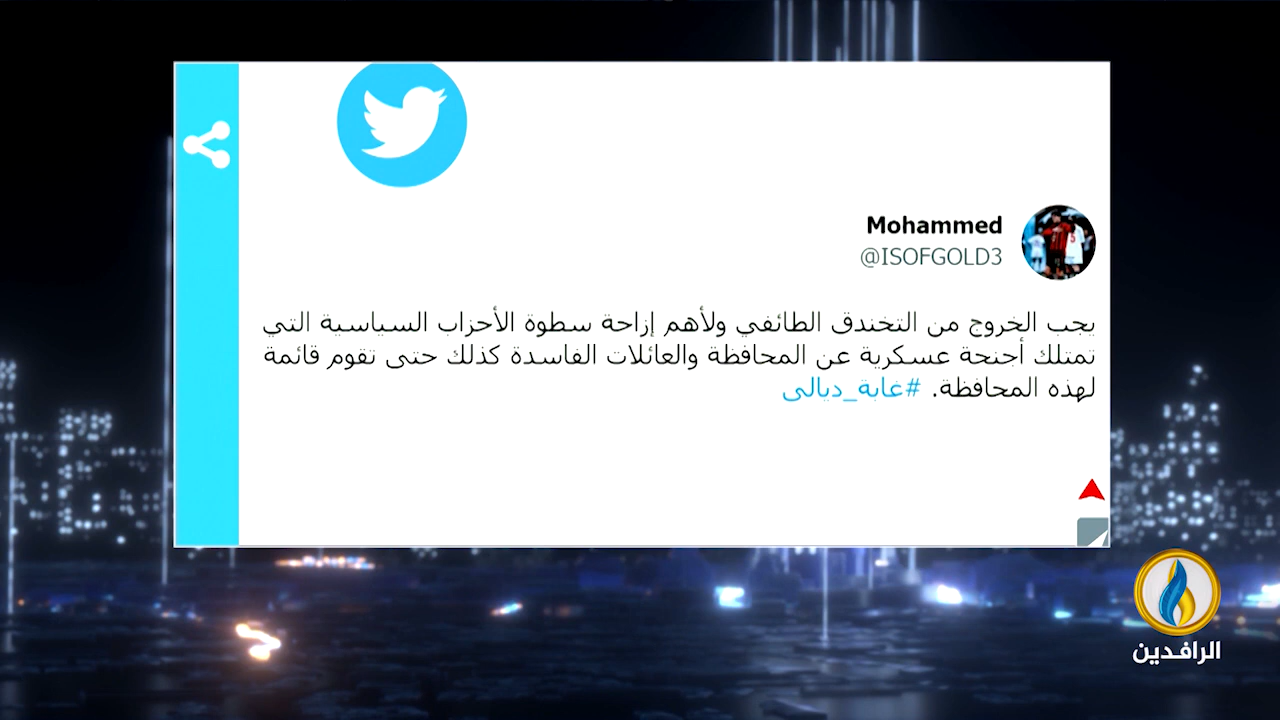 Mohammed
@ISOFGOLD3
يجب الخروج من التخندق الطائفي ولأهم إزاحة سطوة الأحزاب السياسية التي
تمتلك أجنحة عسكرية عن المحافظة والعائلات الفاسدة كذلك حتى تقوم قائمة
لهذه المحافظة. #غابة_ديالى
الرافدين